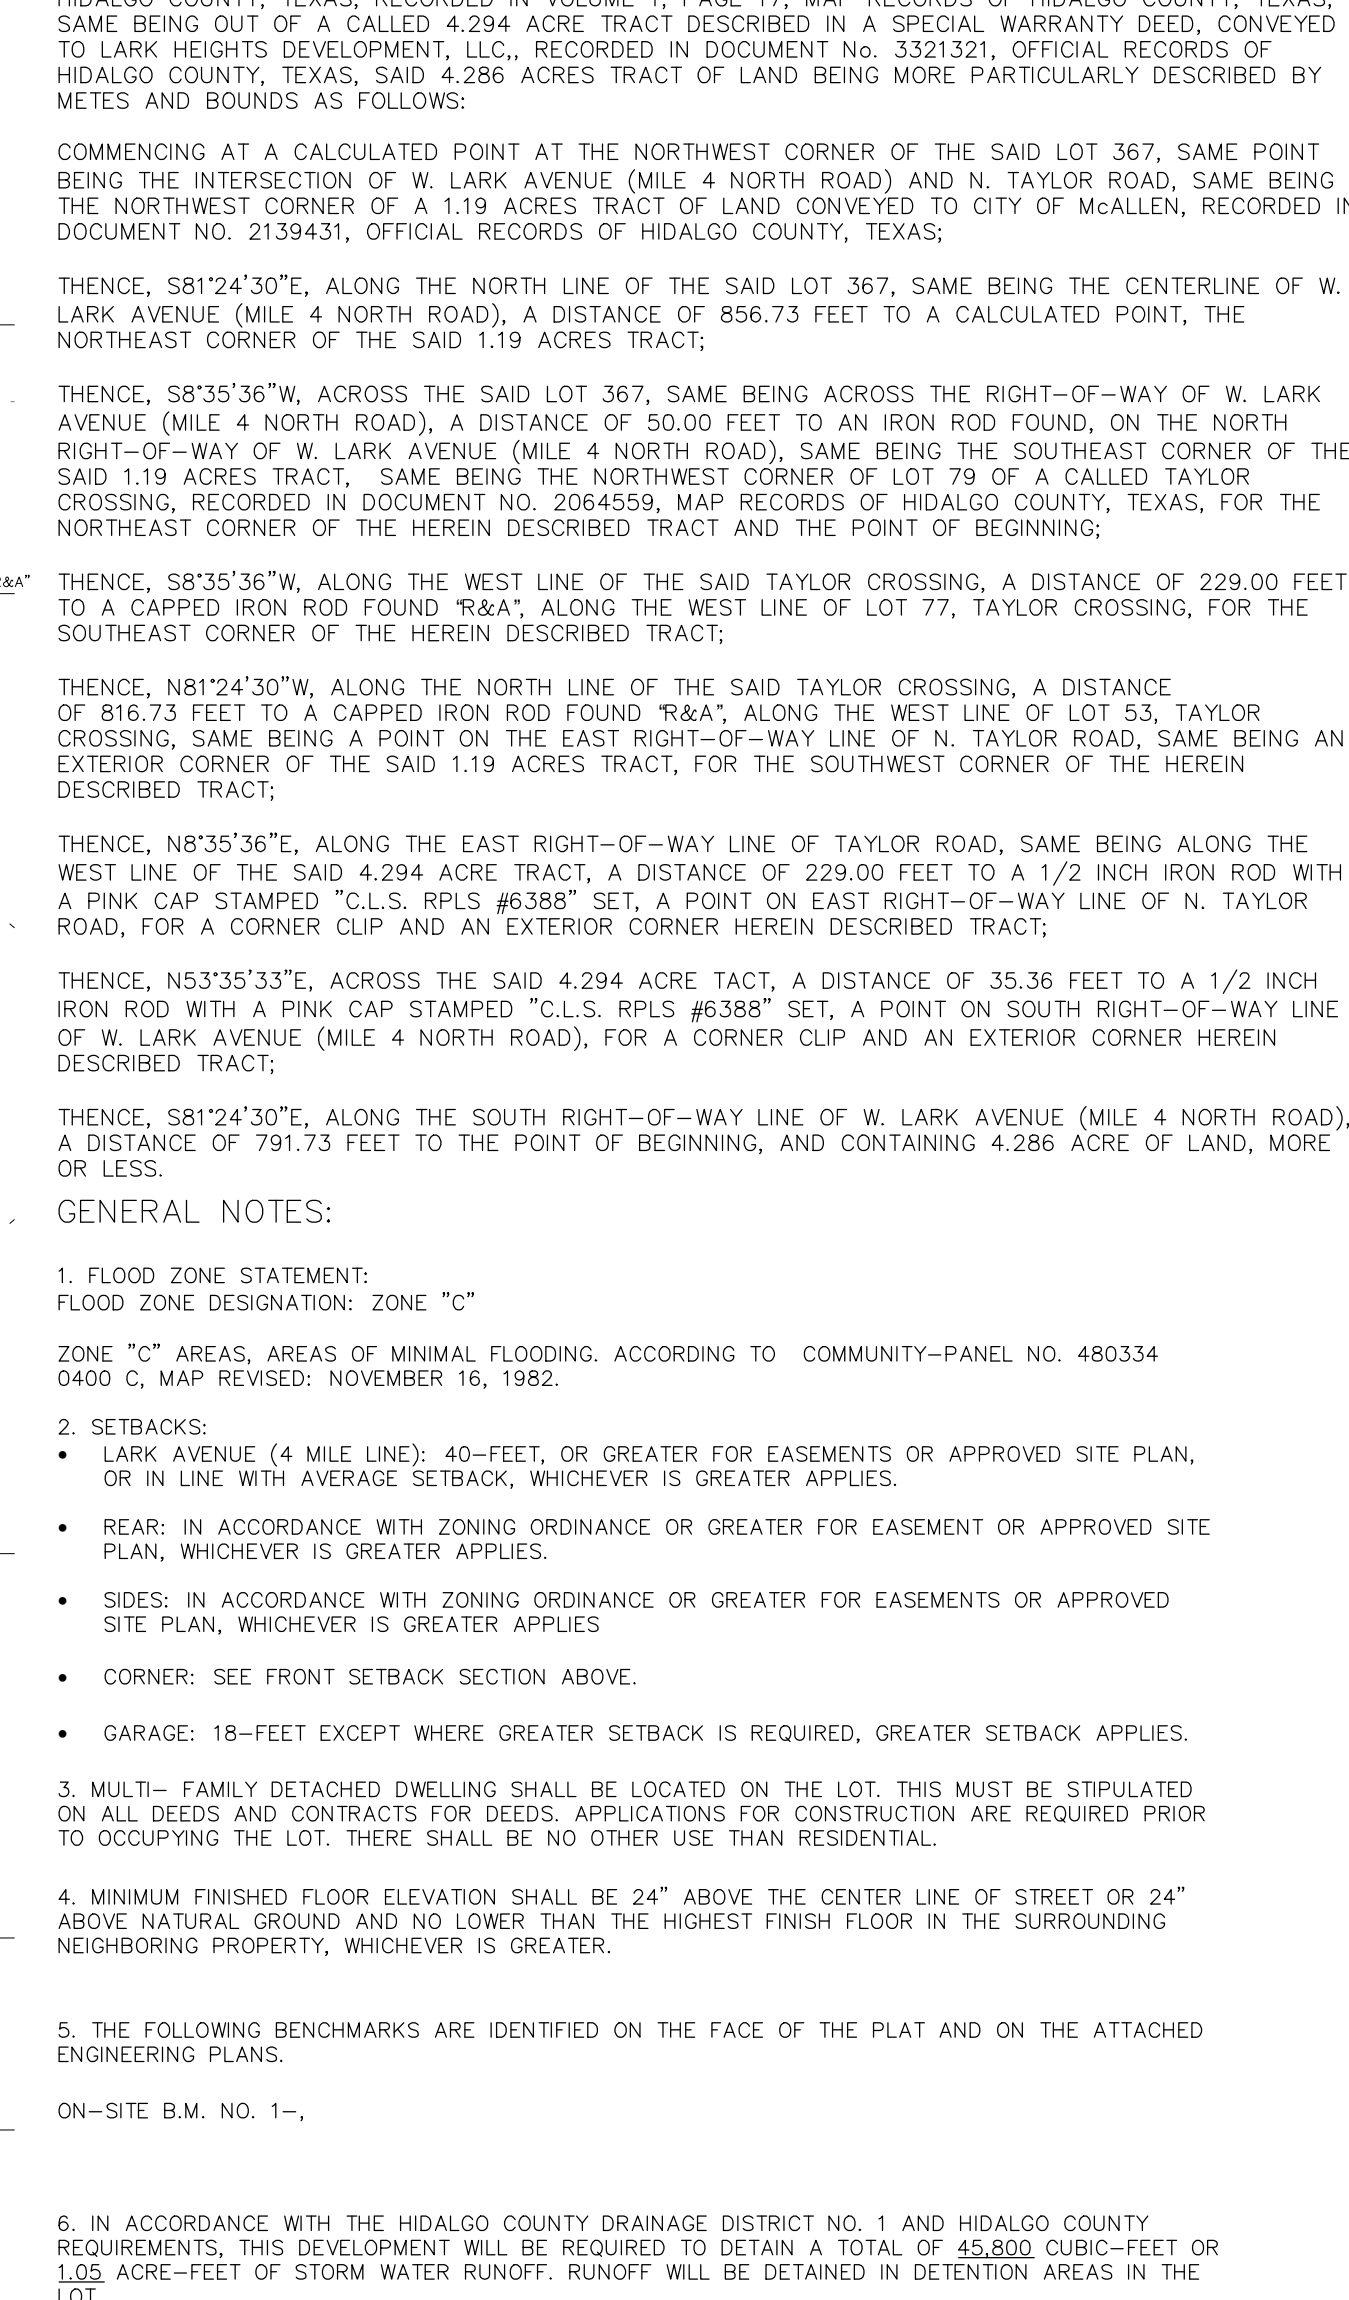 HIDALGO COUNTY, TEXAS, RECORDED IN VOLUME 1, PAGE 17, MAP RECORDS OF HIDALGO COUNTY, TEXAS,
SAME BEING OUT OF A CALLED 4.294 ACRE TRACT DESCRIBED IN A SPECIAL WARRANTY DEED, CONVEYED
TO LARK HEIGHTS DEVELOPMENT, LLC,, RECORDED IN DOCUMENT No. 3321321, OFFICIAL RECORDS OF
HIDALGO COUNTY, TEXAS, SAID 4.286 ACRES TRACT OF LAND BEING MORE PARTICULARLY DESCRIBED BY
METES AND BOUNDS AS FOLLOWS:
COMMENCING AT A CALCULATED POINT AT THE NORTHWEST CORNER OF THE SAID LOT 367, SAME POINT
BEING THE INTERSECTION OF W. LARK AVENUE (MILE 4 NORTH ROAD) AND N. TAYLOR ROAD, SAME BEING
THE NORTHWEST CORNER OF A 1.19 ACRES TRACT OF LAND CONVEYED TO CITY OF McALLEN, RECORDED IN
DOCUMENT NO. 2139431, OFFICIAL RECORDS OF HIDALGO COUNTY, TEXAS;
THENCE, S81°24'30"E, ALONG THE NORTH LINE OF THE SAID LOT 367, SAME BEING THE CENTERLINE OF W.
LARK AVENUE (MILE 4 NORTH ROAD), A DISTANCE OF 856.73 FEET TO A CALCULATED POINT, THE
NORTHEAST CORNER OF THE SAID 1.19 ACRES TRACT;
THENCE, S8°35'36"W, ACROSS THE SAID LOT 367, SAME BEING ACROSS THE RIGHT-OF-WAY OF W. LARK
AVENUE (MILE 4 NORTH ROAD), A DISTANCE OF 50.00 FEET TO AN IRON ROD FOUND, ON THE NORTH
RIGHT-OF-WAY OF W. LARK AVENUE (MILE 4 NORTH ROAD), SAME BEING THE SOUTHEAST CORNER OF THE
SAID 1.19 ACRES TRACT, SAME BEING THE NORTHWEST CORNER OF LOT 79 OF A CALLED TAYLOR
CROSSING, RECORDED IN DOCUMENT NO. 2064559, MAP RECORDS OF HIDALGO COUNTY, TEXAS, FOR THE
NORTHEAST CORNER OF THE HEREIN DESCRIBED TRACT AND THE POINT OF BEGINNING;
R&A"
THENCE, S8°35'36"W, ALONG THE WEST LINE OF THE SAID TAYLOR CROSSING, A DISTANCE OF 229.00 FEET
TO A CAPPED IRON ROD FOUND "R&A", ALONG THE WEST LINE OF LOT 77, TAYLOR CROSSING, FOR THE
SOUTHEAST CORNER OF THE HEREIN DESCRIBED TRACT;
THENCE, N81°24'30"W, ALONG THE NORTH LINE OF THE SAID TAYLOR CROSSING, A DISTANCE
OF 816.73 FEET TO A CAPPED IRON ROD FOUND "R&A", ALONG THE WEST LINE OF LOT 53, TAYLOR
CROSSING, SAME BEING A POINT ON THE EAST RIGHT-OF-WAY LINE OF N. TAYLOR ROAD, SAME BEING AN
EXTERIOR CORNER OF THE SAID 1.19 ACRES TRACT, FOR THE SOUTHWEST CORNER OF THE HEREIN
DESCRIBED TRACT;
THENCE, N8°35'36"E, ALONG THE EAST RIGHT-OF-WAY LINE OF TAYLOR ROAD, SAME BEING ALONG THE
WEST LINE OF THE SAID 4.294 ACRE TRACT, A DISTANCE OF 229.00 FEET TO A 1/2 INCH IRON ROD WITH
A PINK CAP STAMPED "C.L.S. RPLS #6388" SET, A POINT ON EAST RIGHT-OF-WAY LINE OF N. TAYLOR
ROAD, FOR A CORNER CLIP AND AN EXTERIOR CORNER HEREIN DESCRIBED TRACT;
THENCE, N53°35'33"E, ACROSS THE SAID 4.294 ACRE TACT, A DISTANCE OF 35.36 FEET TO A 1/2 INCH
IRON ROD WITH A PINK CAP STAMPED "C.L.S. RPLS #6388" SET, A POINT ON SOUTH RIGHT-OF-WAY LINE
OF W. LARK AVENUE (MILE 4 NORTH ROAD), FOR A CORNER CLIP AND AN EXTERIOR CORNER HEREIN
DESCRIBED TRACT;
THENCE, S81°24'30"E, ALONG THE SOUTH RIGHT-OF-WAY LINE OF W. LARK AVENUE (MILE 4 NORTH ROAD),
A DISTANCE OF 791.73 FEET TO THE POINT OF BEGINNING, AND CONTAINING 4.286 ACRE OF LAND, MORE
OR LESS.
GENERAL NOTES:
1. FLOOD ZONE STATEMENT:
FLOOD ZONE DESIGNATION: ZONE "C"
ZONE "C" AREAS, AREAS OF MINIMAL FLOODING. ACCORDING TO COMMUNITY-PANEL NO. 480334
0400 C, MAP REVISED: NOVEMBER 16, 1982.
2. SETBACKS:
• LARK AVENUE (4 MILE LINE): 40-FEET, OR GREATER FOR EASEMENTS OR APPROVED SITE PLAN,
OR IN LINE WITH AVERAGE SETBACK, WHICHEVER IS GREATER APPLIES.
• REAR: IN ACCORDANCE WITH ZONING ORDINANCE OR GREATER FOR EASEMENT OR APPROVED SITE
PLAN, WHICHEVER IS GREATER APPLIES.
• SIDES: IN ACCORDANCE WITH ZONING ORDINANCE OR GREATER FOR EASEMENTS OR APPROVED
SITE PLAN, WHICHEVER IS GREATER APPLIES
• CORNER: SEE FRONT SETBACK SECTION ABOVE.
• GARAGE: 18-FEET EXCEPT WHERE GREATER SETBACK IS REQUIRED, GREATER SETBACK APPLIES.
3. MULTI- FAMILY DETACHED DWELLING SHALL BE LOCATED ON THE LOT. THIS MUST BE STIPULATED
ON ALL DEEDS AND CONTRACTS FOR DEEDS. APPLICATIONS FOR CONSTRUCTION ARE REQUIRED PRIOR
TO OCCUPYING THE LOT. THERE SHALL BE NO OTHER USE THAN RESIDENTIAL.
4. MINIMUM FINISHED FLOOR ELEVATION SHALL BE 24" ABOVE THE CENTER LINE OF STREET OR 24"
ABOVE NATURAL GROUND AND NO LOWER THAN THE HIGHEST FINISH FLOOR IN THE SURROUNDING
NEIGHBORING PROPERTY, WHICHEVER IS GREATER.
5. THE FOLLOWING BENCHMARKS ARE IDENTIFIED ON THE FACE OF THE PLAT AND ON THE ATTACHED
ENGINEERING PLANS.
ON-SITE B.M. NO. 1-,
6. IN ACCORDANCE WITH THE HIDALGO COUNTY DRAINAGE DISTRICT NO. 1 AND HIDALGO COUNTY
REQUIREMENTS, THIS DEVELOPMENT WILL BE REQUIRED TO DETAIN A TOTAL OF 45,800 CUBIC-FEET OR
1.05 ACRE-FEET OF STORM WATER RUNOFF. RUNOFF WILL BE DETAINED IN DETENTION AREAS IN THE
LOT